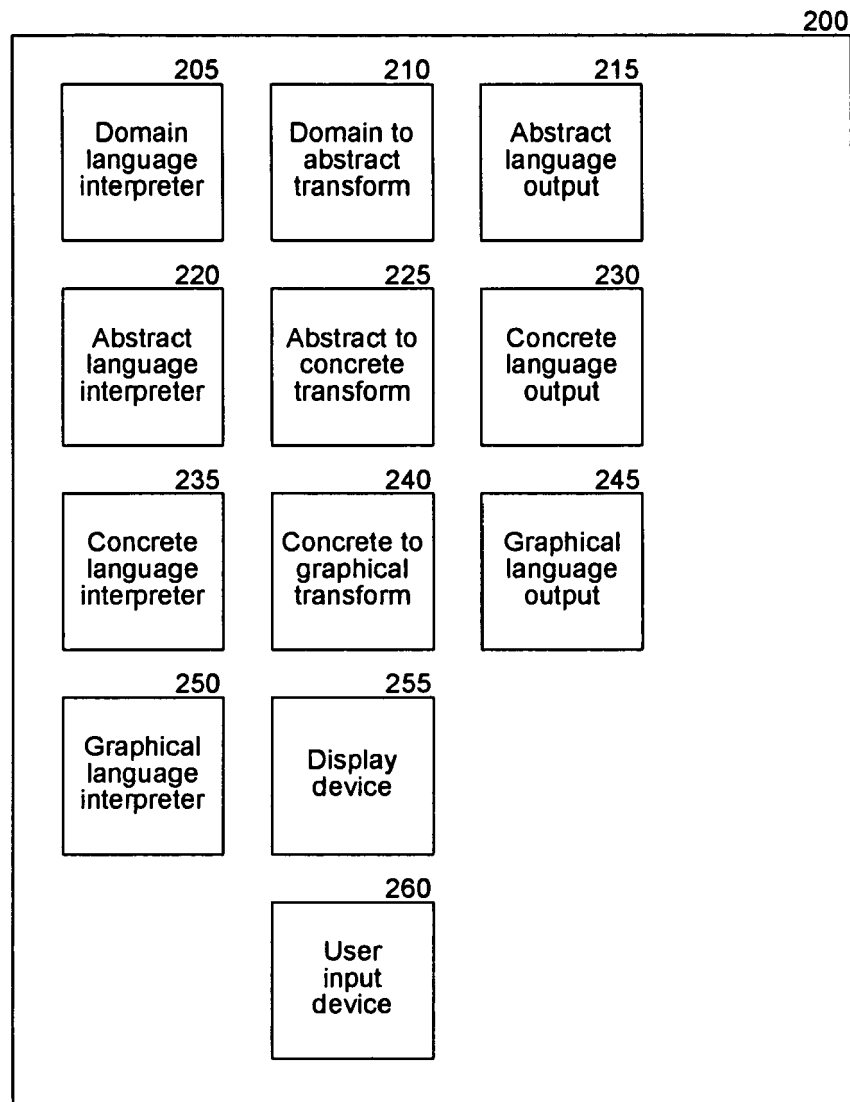 200
205
Domain
language
interpreter
210
Domain to
abstract
transform
215
Abstract
language
output
220
Abstract
language
interpreter
225
Abstract to
concrete
transform
230
Concrete
language
output
235
Concrete
language
interpreter
240
Concrete to
graphical
transform
245
Graphical
language
output
250
Graphical
language
interpreter
255
Display
device
260
User
input
device